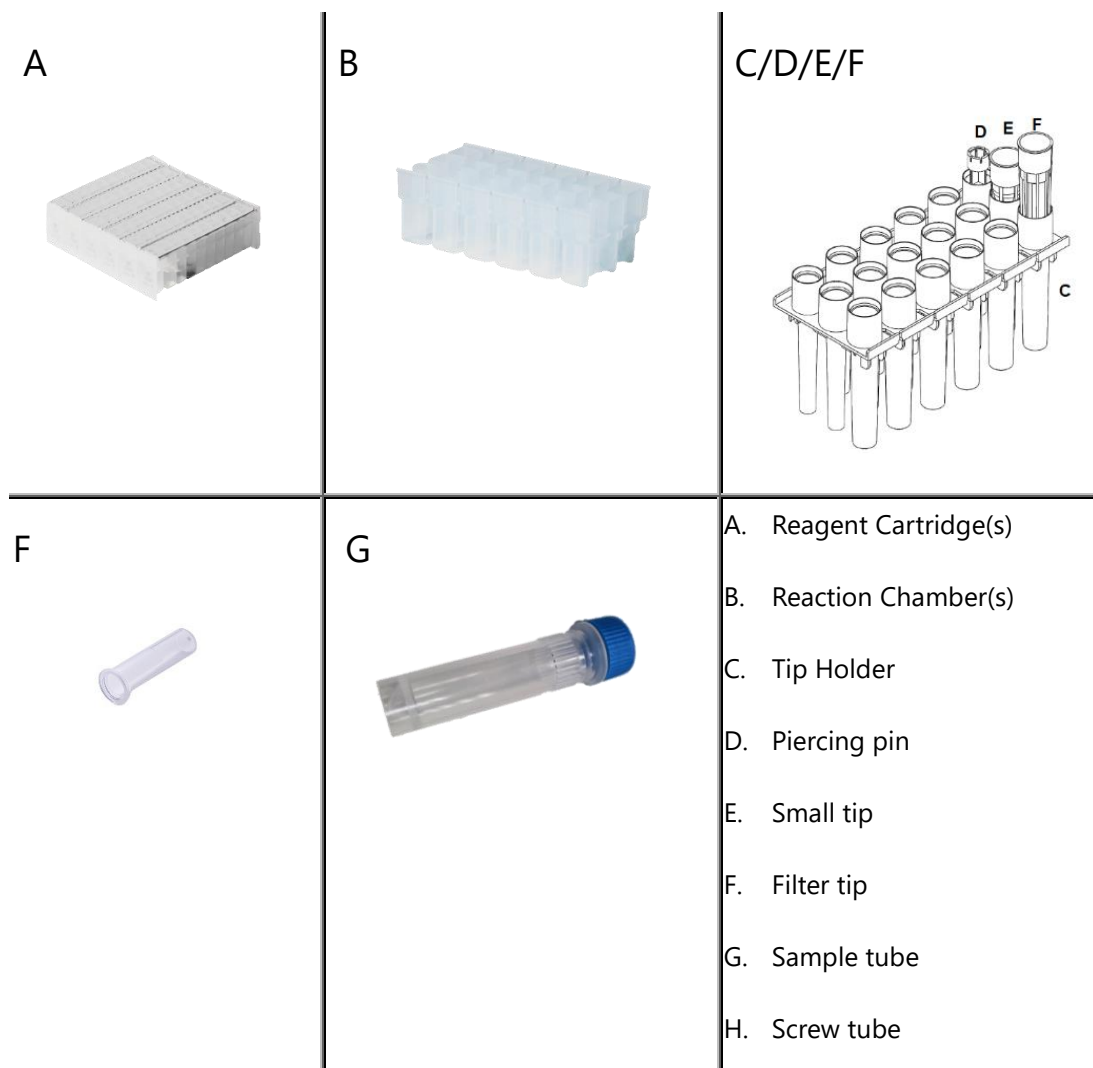 A
B
C/D/E/F
D
E
F
C
F
G
A. Reagent Cartridge(s)
B. Reaction Chamber(s)
C. Tip Holder
D. Piercing pin
E. Small tip
F. Filter tip
G. Sample tube
H. Screw tube